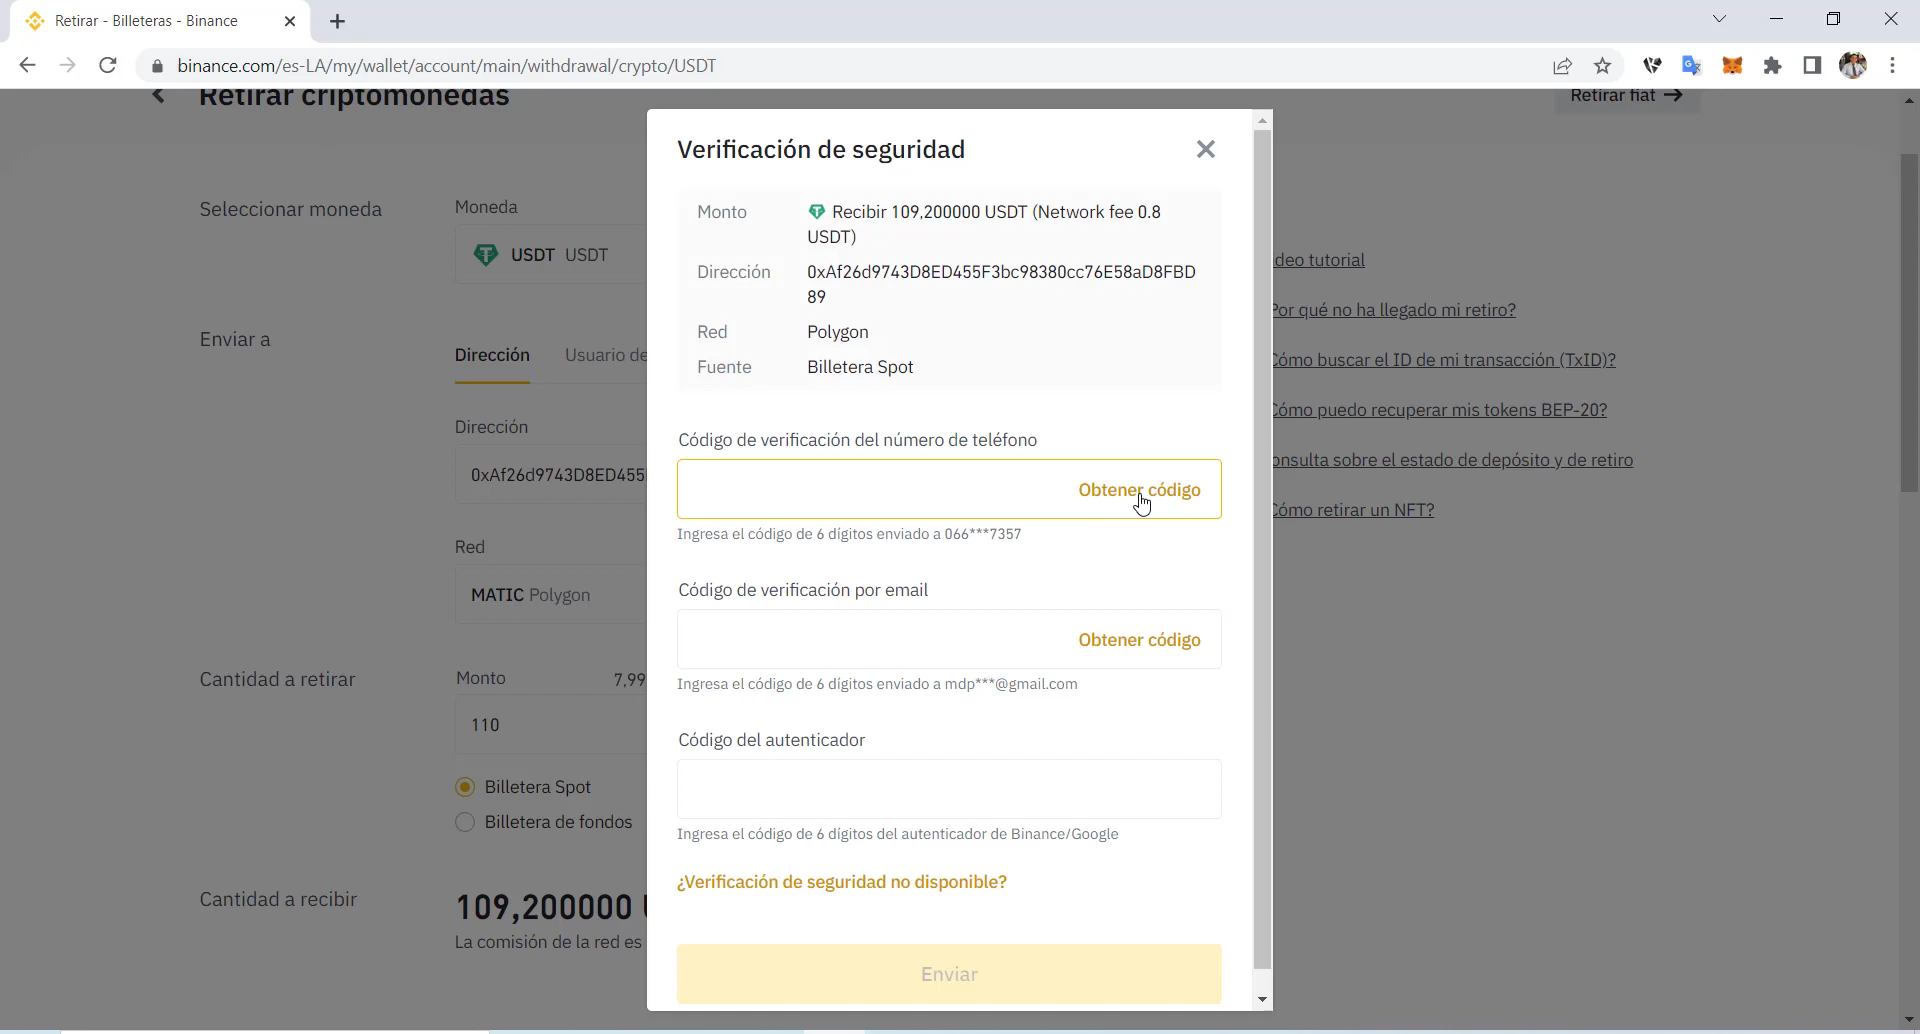 Retirar - Billeteras - Binance
binance.com/es-LA/my/wallet/account/main/withdrawal/crypto/USDT
Retirar criptomonedas
Retirar fiat
Seleccionar moneda
Moneda
USDT USDT
Enviar a
Dirección Usuario de
Dirección
0xAf26d9743D8ED455
Red
MATIC Polygon
Cantidad a retirar
Monto 7,99
110
Billetera Spot
Billetera de fondos
Cantidad a recibir
109,200000
La comisión de la red es
Verificación de seguridad
Monto Recibir 109,200000 USDT (Network fee 0.8
USDT)
Dirección 0xAf26d9743D8ED455F3bc98380cc76E58aD8FBD
89
Red Polygon
Fuente Billetera Spot
Código de verificación del número de teléfono
Obtener código
Ingresa el código de 6 dígitos enviado a 066***7357
Código de verificación por email
Obtener código
Ingresa el código de 6 dígitos enviado a mdp***@gmail.com
Código del autenticador
Ingresa el código de 6 dígitos del autenticador de Binance/Google
¿Verificación de seguridad no disponible?
Enviar
deo tutorial
Por qué no ha llegado mi retiro?
Cómo buscar el ID de mi transacción (TxID)?
Cómo puedo recuperar mis tokens BEP-20?
onsulta sobre el estado de depósito y de retiro
Cómo retirar un NFT?